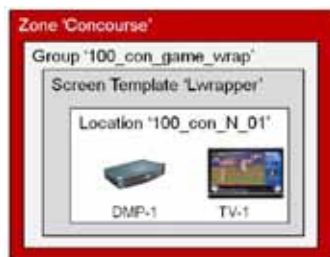 Zone 'Concourse'
Group '100_con_game_wrap'
Screen Template 'Lwrapper'
Location '100_con_N_01'
DMP-1 TV-1